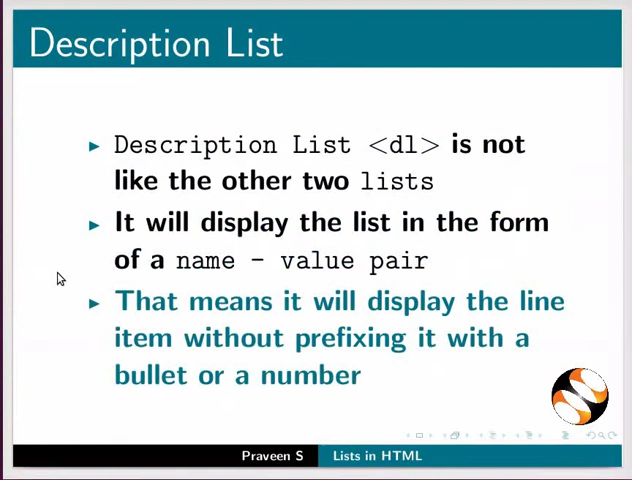 Description List
Description List <dl> is not
like the other two lists
It will display the list in the form
of a name - value pair
That means it will display the line
item without prefixing it with a
bullet or a number
Praveen S
Lists in HTML